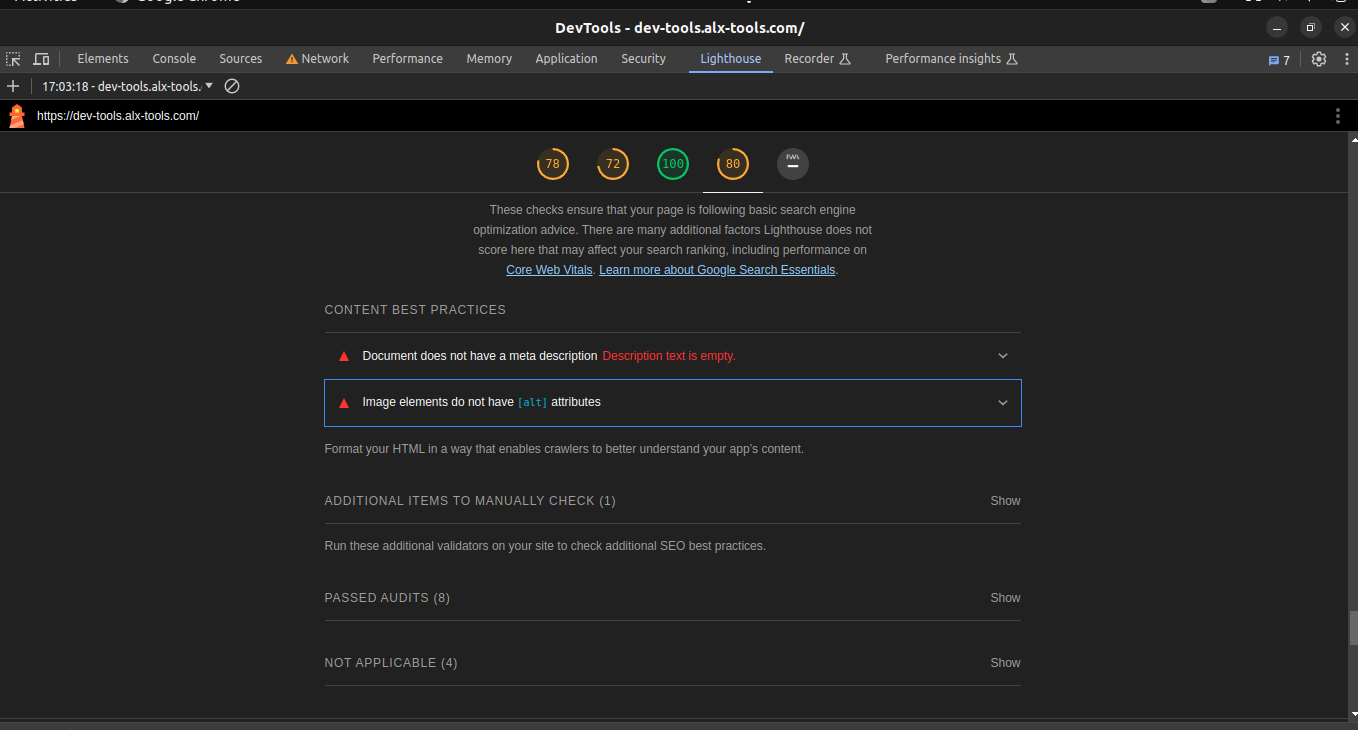 DevTools - dev-tools.alx-tools.com/
Elements Console Sources Network Performance Memory Application Security Lighthouse Recorder Performance insights 7
17:03:18 - dev-tools.alx-tools.
https://dev-tools.alx-tools.com/
78 72 100 80 PWA
These checks ensure that your page is following basic search engine
optimization advice. There are many additional factors Lighthouse does not
score here that may affect your search ranking, including performance on
Core Web Vitals. Learn more about Google Search Essentials.
CONTENT BEST PRACTICES
Document does not have a meta description Description text is empty.
Image elements do not have [alt] attributes
Format your HTML in a way that enables crawlers to better understand your app's content.
ADDITIONAL ITEMS TO MANUALLY CHECK (1) Show
Run these additional validators on your site to check additional SEO best practices.
PASSED AUDITS (8) Show
NOT APPLICABLE (4) Show